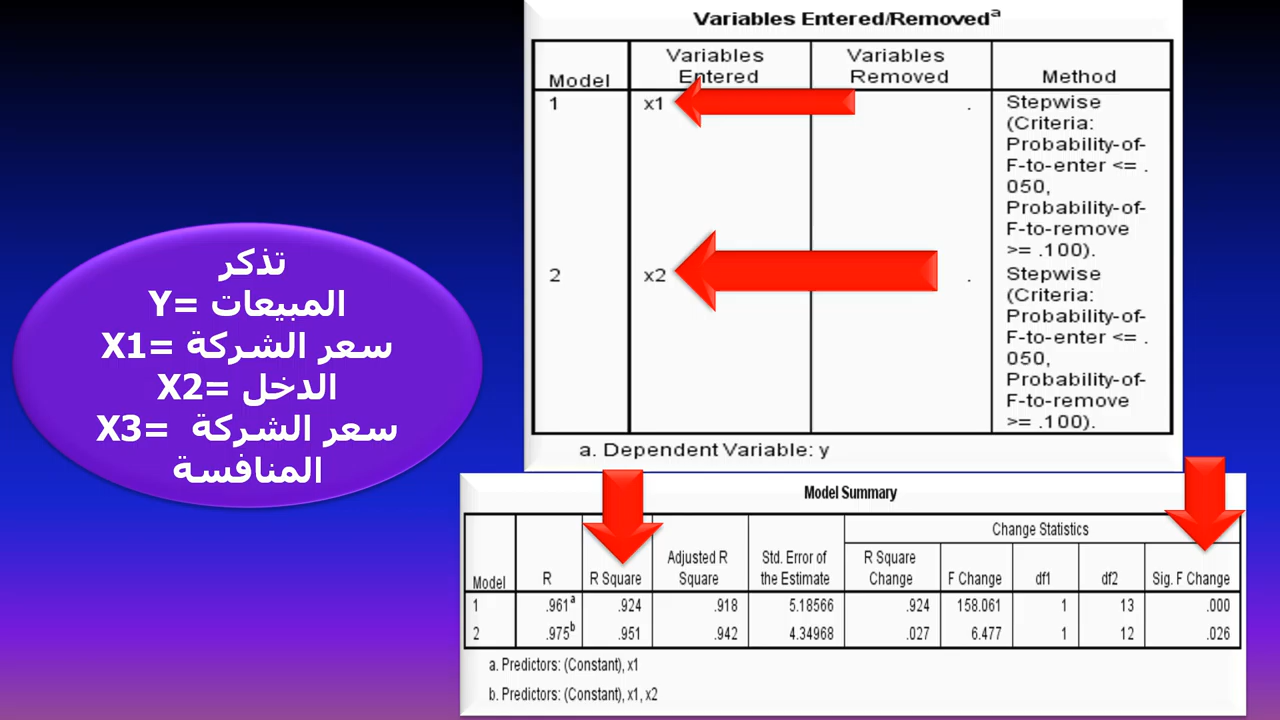 تذكر
المبيعات =Y
سعر الشركة =X1
الدخل =X2
سعر الشركة =X3
المنافسة
Variables Entered/Removedᵃ
Model Variables Entered Variables Removed Method
1 x1 . Stepwise
(Criteria:
Probability-of-
F-to-enter <= .
050,
Probability-of-
F-to-remove
>= .100).
2 x2 . Stepwise
(Criteria:
Probability-of-
F-to-enter <= .
050,
Probability-of-
F-to-remove
>= .100).
a. Dependent Variable: y
Model Summary
Change Statistics
Model R R Square Adjusted R Square Std. Error of the Estimate R Square Change F Change df1 df2 Sig. F Change
1 .961ᵃ .924 .918 5.18566 .924 158.061 1 13 .000
2 .975ᵇ .951 .942 4.34968 .027 6.477 1 12 .026
a. Predictors: (Constant), x1
b. Predictors: (Constant), x1, x2